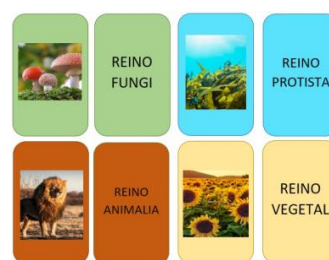 REINO
FUNGI
REINO
PROTISTA
REINO
ANIMALIA
REINO
VEGETAL